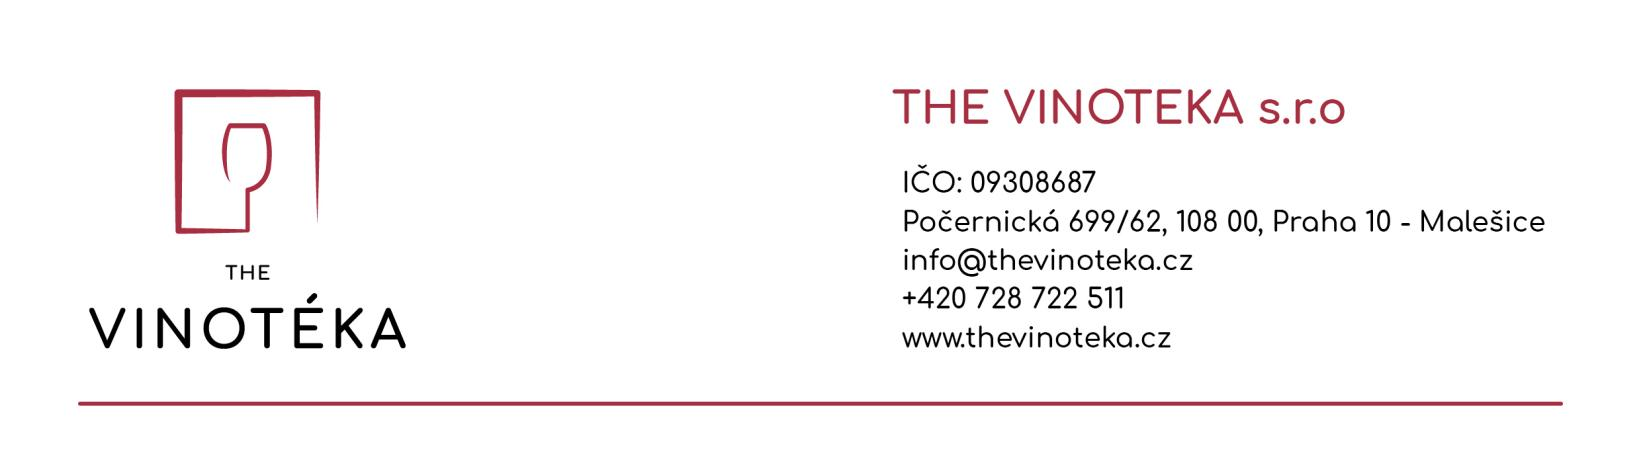 THE
VINOTÉKA
THE VINOTEKA s.r.o
IČO: 09308687
Počernická 699/62, 108 00, Praha 10 - Malešice
info@thevinoteka.cz
+420 728 722 511
www.thevinoteka.cz